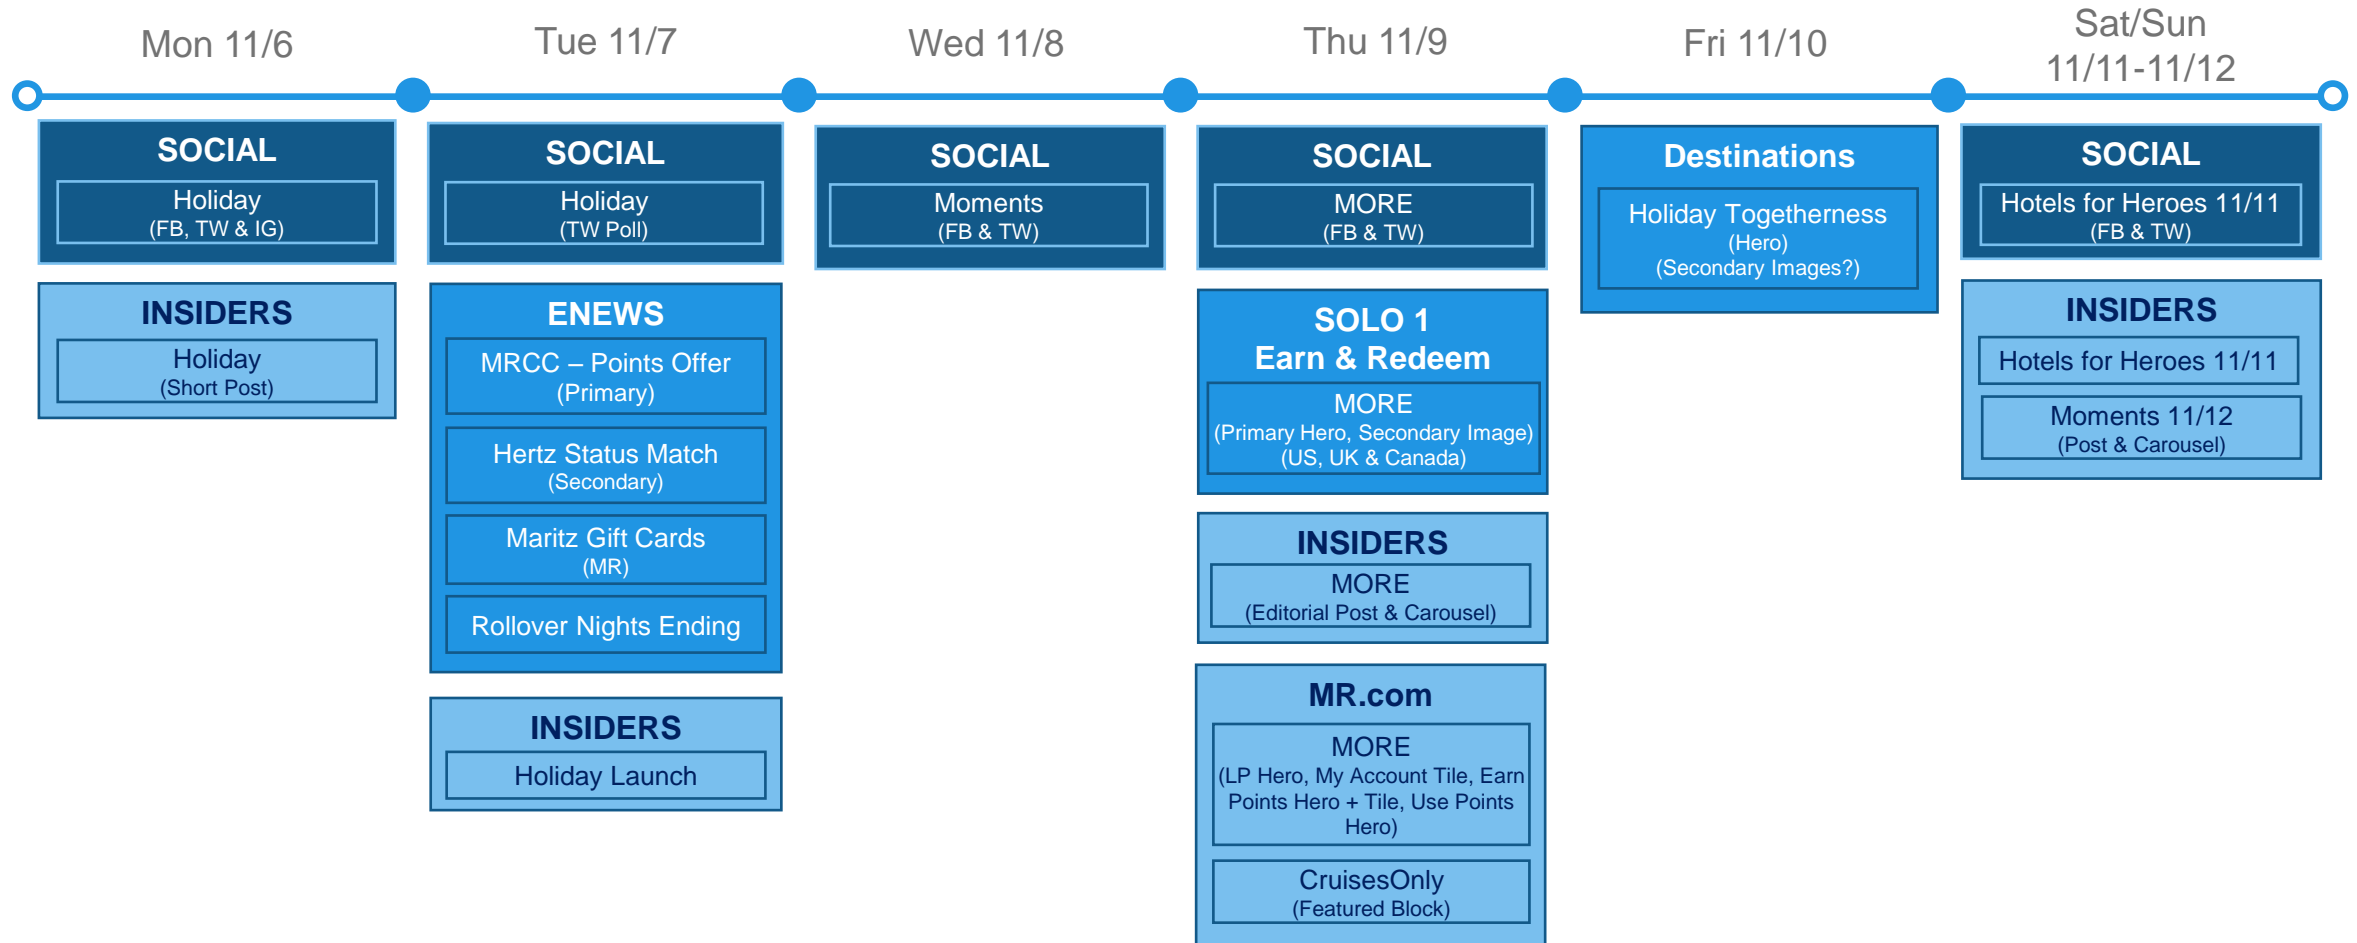 Mon 11/6
Tue 11/7
Wed 11/8
Thu 11/9
Fri 11/10
Sat/Sun
11/11-11/12
SOCIAL
Holiday
(FB, TW & IG)
INSIDERS
Holiday
(Short Post)
SOCIAL
Holiday
(TW Poll)
ENEWS
MRCC – Points Offer
(Primary)
Hertz Status Match
(Secondary)
Maritz Gift Cards
(MR)
Rollover Nights Ending
INSIDERS
Holiday Launch
SOCIAL
Moments
(FB & TW)
SOCIAL
MORE
(FB & TW)
SOLO 1
Earn & Redeem
MORE
(Primary Hero, Secondary Image)
(US, UK & Canada)
INSIDERS
MORE
(Editorial Post & Carousel)
MR.com
MORE
(LP Hero, My Account Tile, Earn
Points Hero + Tile, Use Points
Hero)
CruisesOnly
(Featured Block)
Destinations
Holiday Togetherness
(Hero)
(Secondary Images?)
SOCIAL
Hotels for Heroes 11/11
(FB & TW)
INSIDERS
Hotels for Heroes 11/11
Moments 11/12
(Post & Carousel)